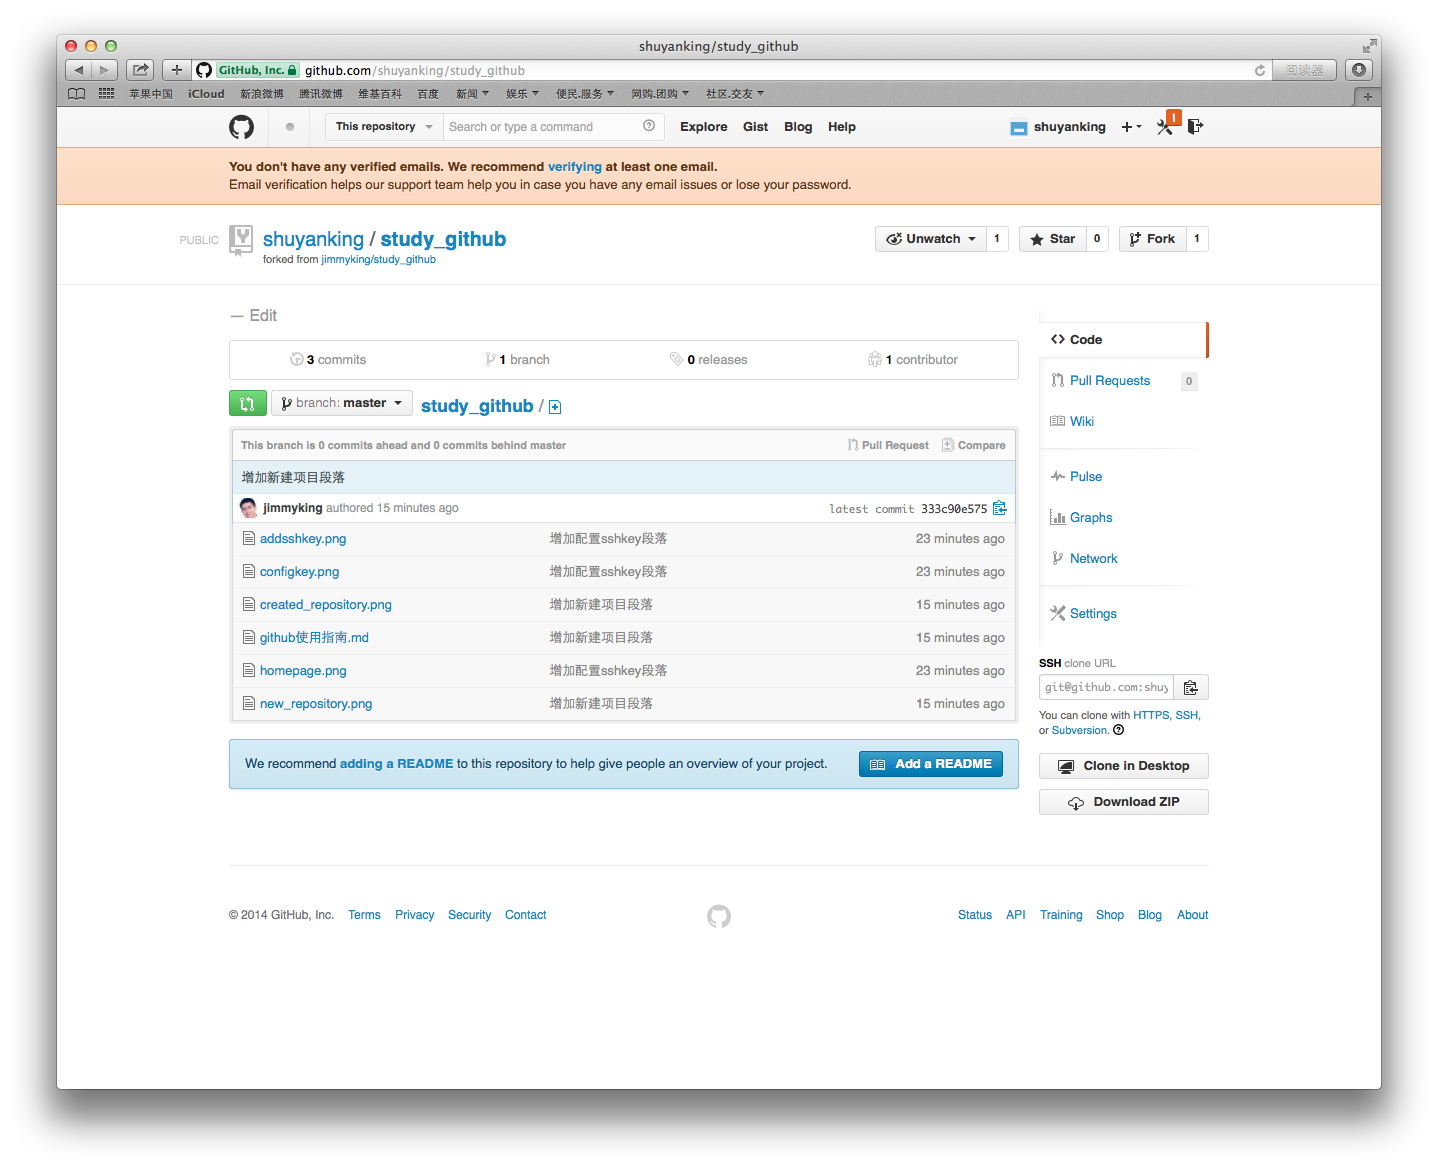 shuyanking/study_github
GitHub, Inc. github.com/shuyanking/study_github 阅读器
苹果中国 iCloud 新浪微博 腾讯微博 维基百科 百度 新闻 娱乐 便民.服务 网购.团购 社区.交友
This repository Search or type a command Explore Gist Blog Help shuyanking
You don't have any verified emails. We recommend verifying at least one email.
Email verification helps our support team help you in case you have any email issues or lose your password.
PUBLIC shuyanking / study_github Unwatch 1 Star 0 Fork 1
forked from jimmyking/study_github
— Edit
3 commits 1 branch 0 releases 1 contributor
branch: master study_github /
This branch is 0 commits ahead and 0 commits behind master Pull Request Compare
增加新建项目段落
jimmyking authored 15 minutes ago latest commit 333c90e575
addsshkey.png 增加配置sshkey段落 23 minutes ago
configkey.png 增加配置sshkey段落 23 minutes ago
created_repository.png 增加新建项目段落 15 minutes ago
github使用指南.md 增加新建项目段落 15 minutes ago
homepage.png 增加配置sshkey段落 23 minutes ago
new_repository.png 增加新建项目段落 15 minutes ago
We recommend adding a README to this repository to help give people an overview of your project. Add a README
Code
Pull Requests 0
Wiki
Pulse
Graphs
Network
Settings
SSH clone URL
git@github.com:shuy
You can clone with HTTPS, SSH,
or Subversion.
Clone in Desktop
Download ZIP
© 2014 GitHub, Inc. Terms Privacy Security Contact Status API Training Shop Blog About